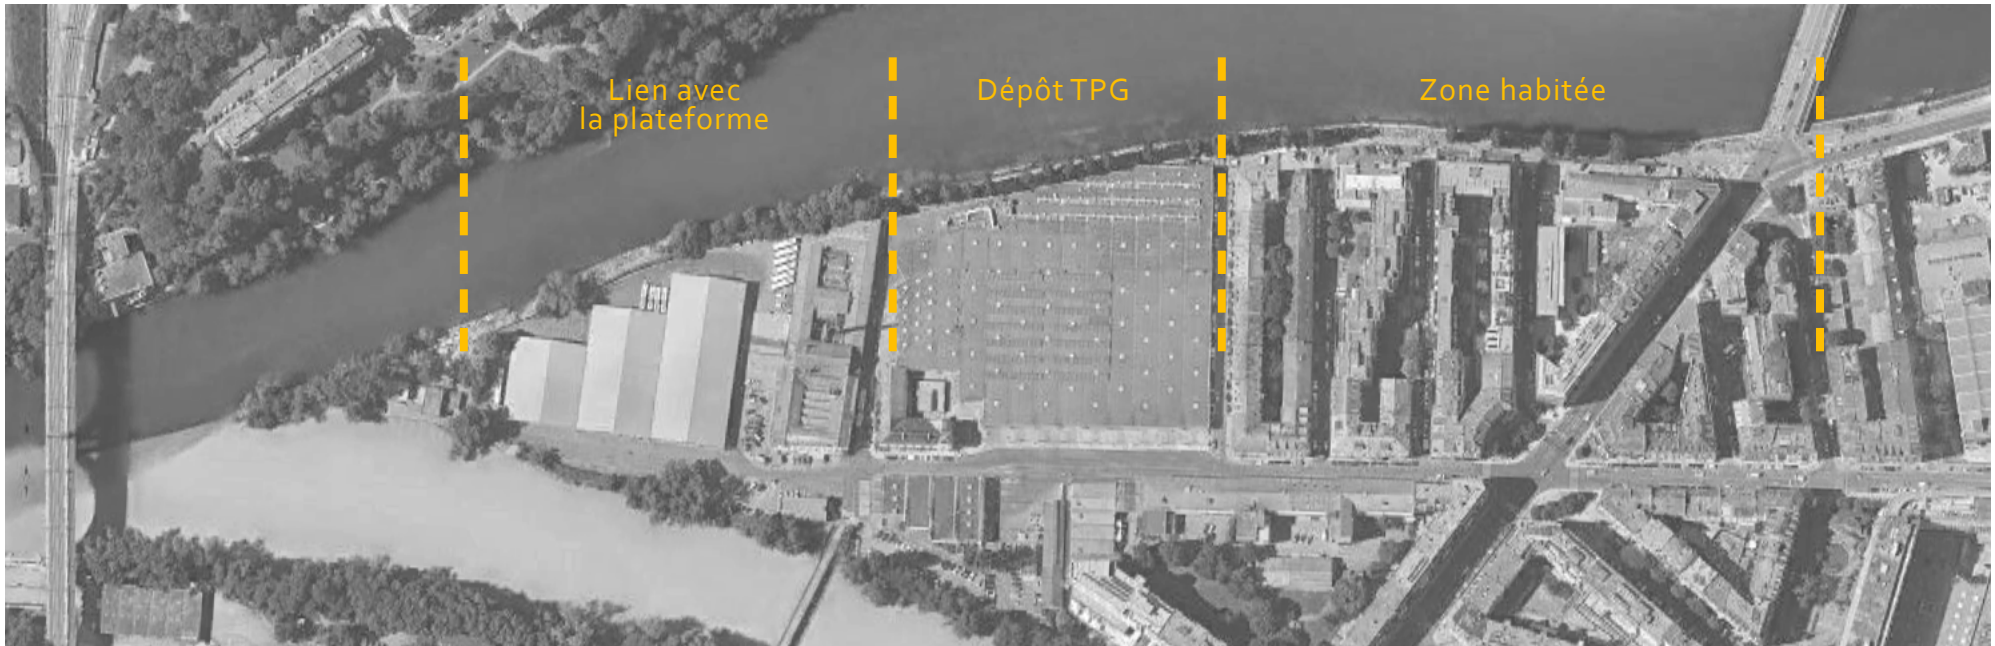 Lien avec
la plateforme
Dépôt TPG
Zone habitée